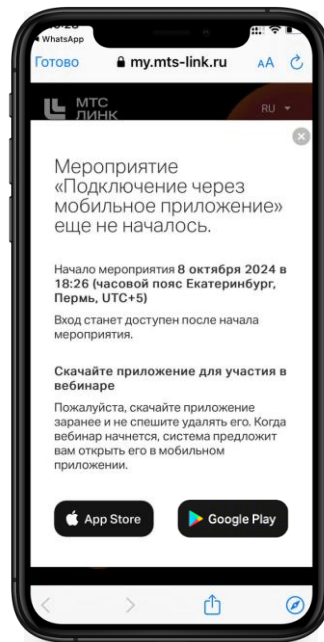 WhatsApp
Готово my.mts-link.ru AA
МТС
ЛИНК RU
Мероприятие
«Подключение через
мобильное приложение»
еще не началось.
Начало мероприятия 8 октября 2024 в
18:26 (часовой пояс Екатеринбург,
Пермь, UTC+5)
Вход станет доступен после начала
мероприятия.
Скачайте приложение для участия в
вебинаре
Пожалуйста, скачайте приложение
заранее и не спешите удалять его. Когда
вебинар начнется, система предложит
вам открыть его в мобильном
приложении.
App Store Google Play